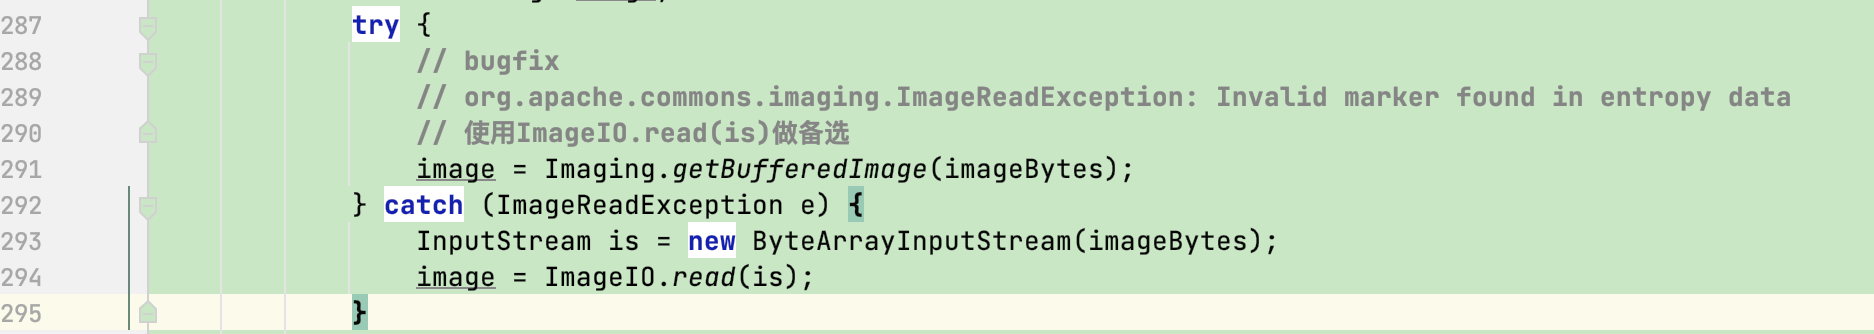 287 try {
288 // bugfix
289 // org.apache.commons.imaging.ImageReadException: Invalid marker found in entropy data
290 // 使用ImageIO.read(is)做备选
291 image = Imaging.getBufferedImage(imageBytes);
292 } catch (ImageReadException e) {
293 InputStream is = new ByteArrayInputStream(imageBytes);
294 image = ImageIO.read(is);
295 }